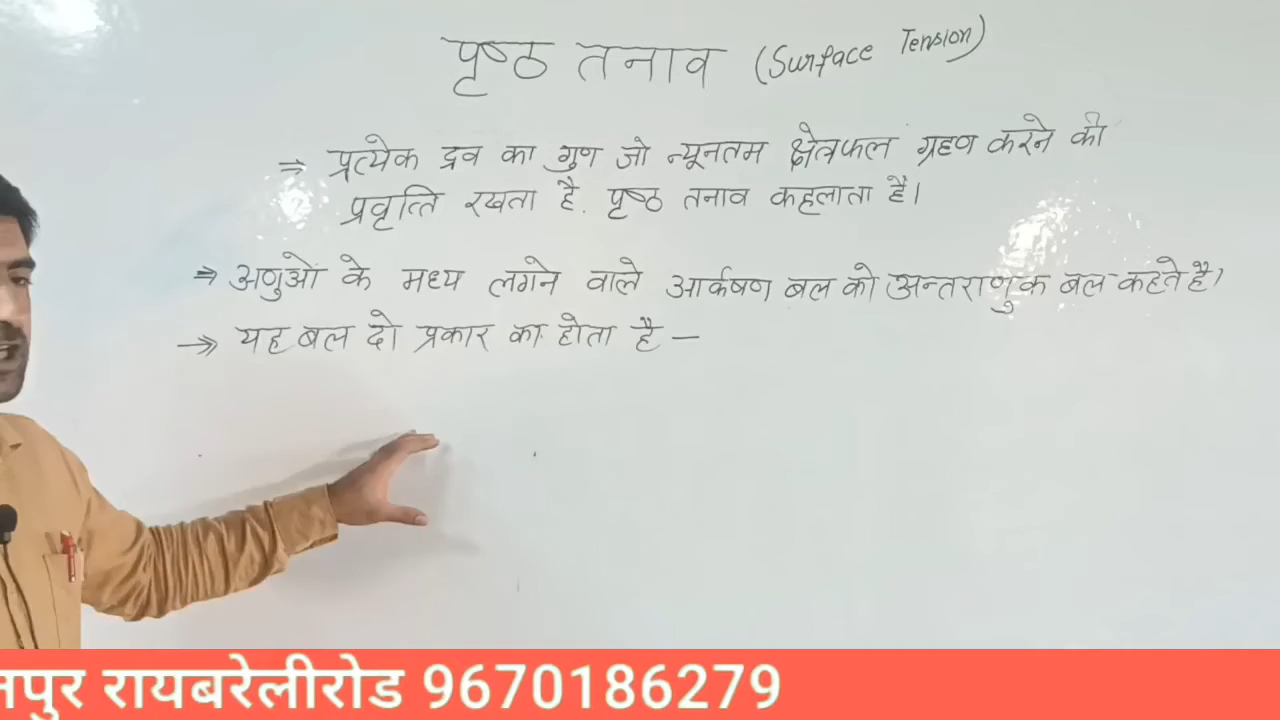 पृष्ठ तनाव (Surface Tension)
⇒ प्रत्येक द्रव का गुण जो न्यूनतम क्षेत्रफल ग्रहण करने की
प्रवृत्ति रखता है. पृष्ठ तनाव कहलाता है।
⇒ अणुओं के मध्य लगने वाले आर्कषण बल को अन्तराणुक बल कहते है।
→> यह बल दो प्रकार का होता है –
रायबरेलीरोड 9670186279